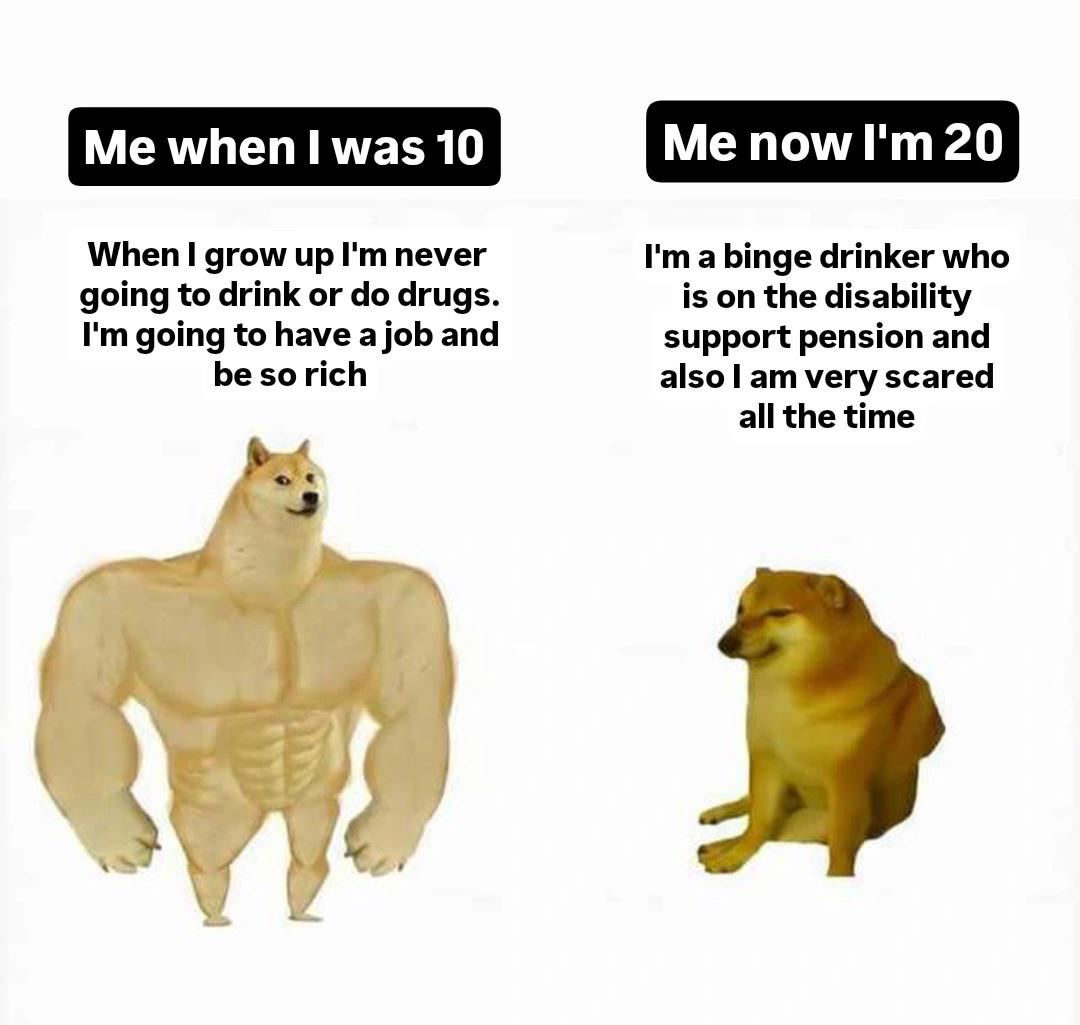 Me when I was 10
When I grow up I'm never
going to drink or do drugs.
I'm going to have a job and
be so rich
Me now I'm 20
I'm a binge drinker who
is on the disability
support pension and
also I am very scared
all the time